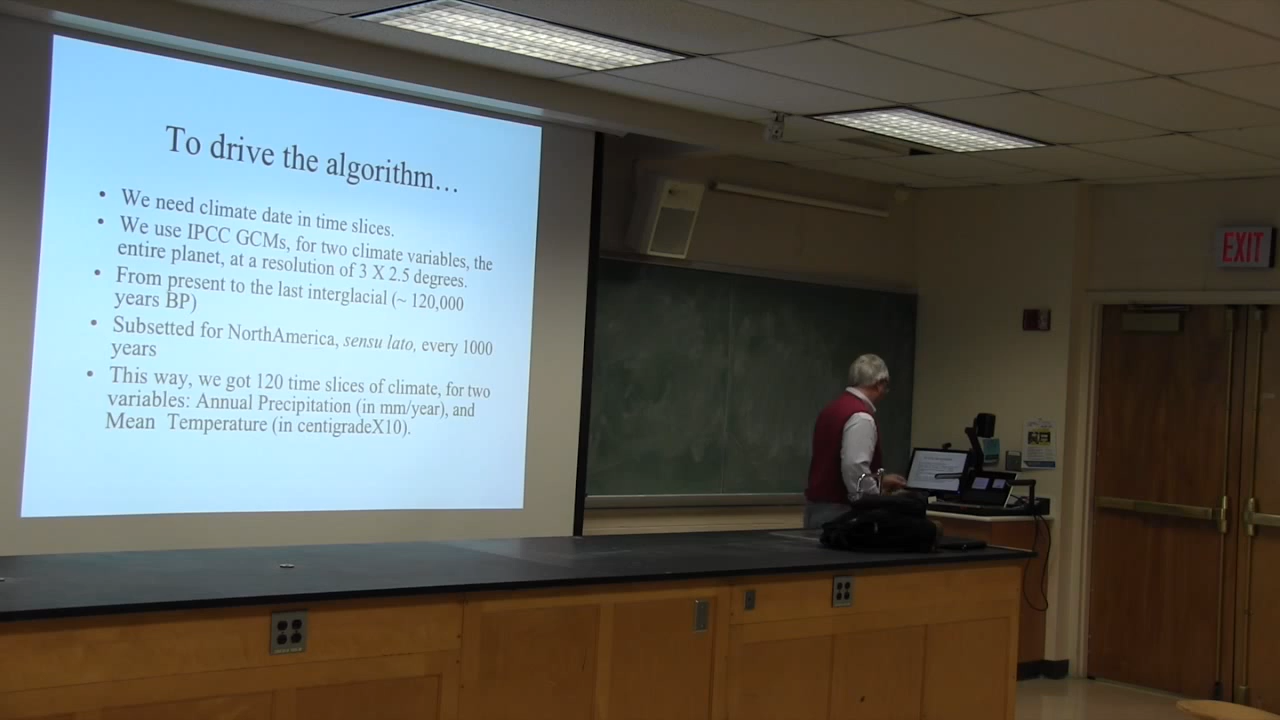 To drive the algorithm…
• We need climate date in time slices.
• We use IPCC GCMs, for two climate variables, the
entire planet, at a resolution of 3 X 2.5 degrees.
• From present to the last interglacial (~ 120,000
years BP)
• Subsetted for NorthAmerica, sensu lato, every 1000
years
• This way, we got 120 time slices of climate, for two
variables: Annual Precipitation (in mm/year), and
Mean Temperature (in centigradeX10).
EXIT